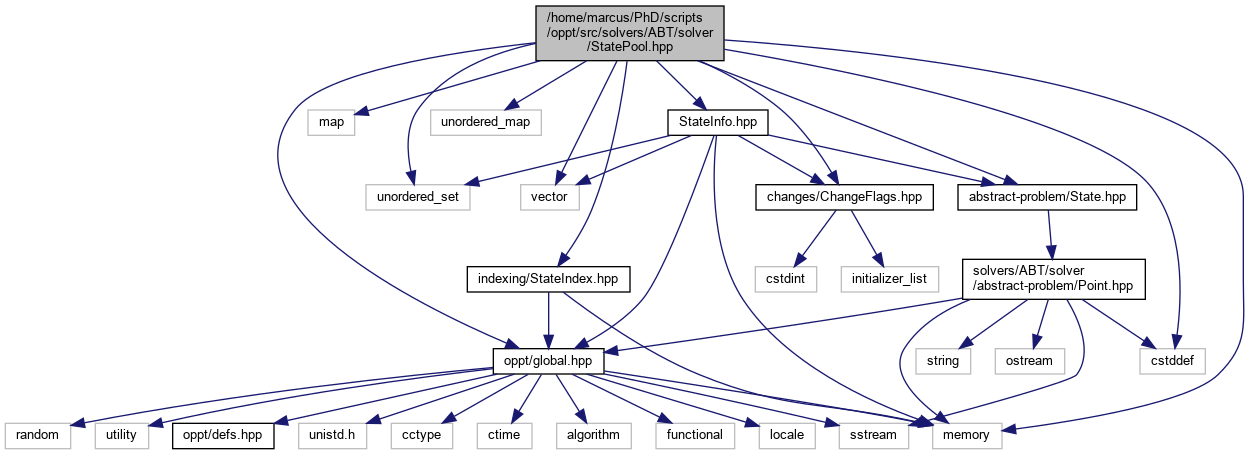 /home/marcus/PhD/scripts
/oppt/src/solvers/ABT/solver
/StatePool.hpp
map
unordered_map
StateInfo.hpp
unordered_set
vector
changes/ChangeFlags.hpp
abstract-problem/State.hpp
indexing/StateIndex.hpp
cstdint
initializer_list
solvers/ABT/solver
/abstract-problem/Point.hpp
oppt/global.hpp
string
ostream
cstddef
random
utility
oppt/defs.hpp
unistd.h
cctype
ctime
algorithm
functional
locale
sstream
memory